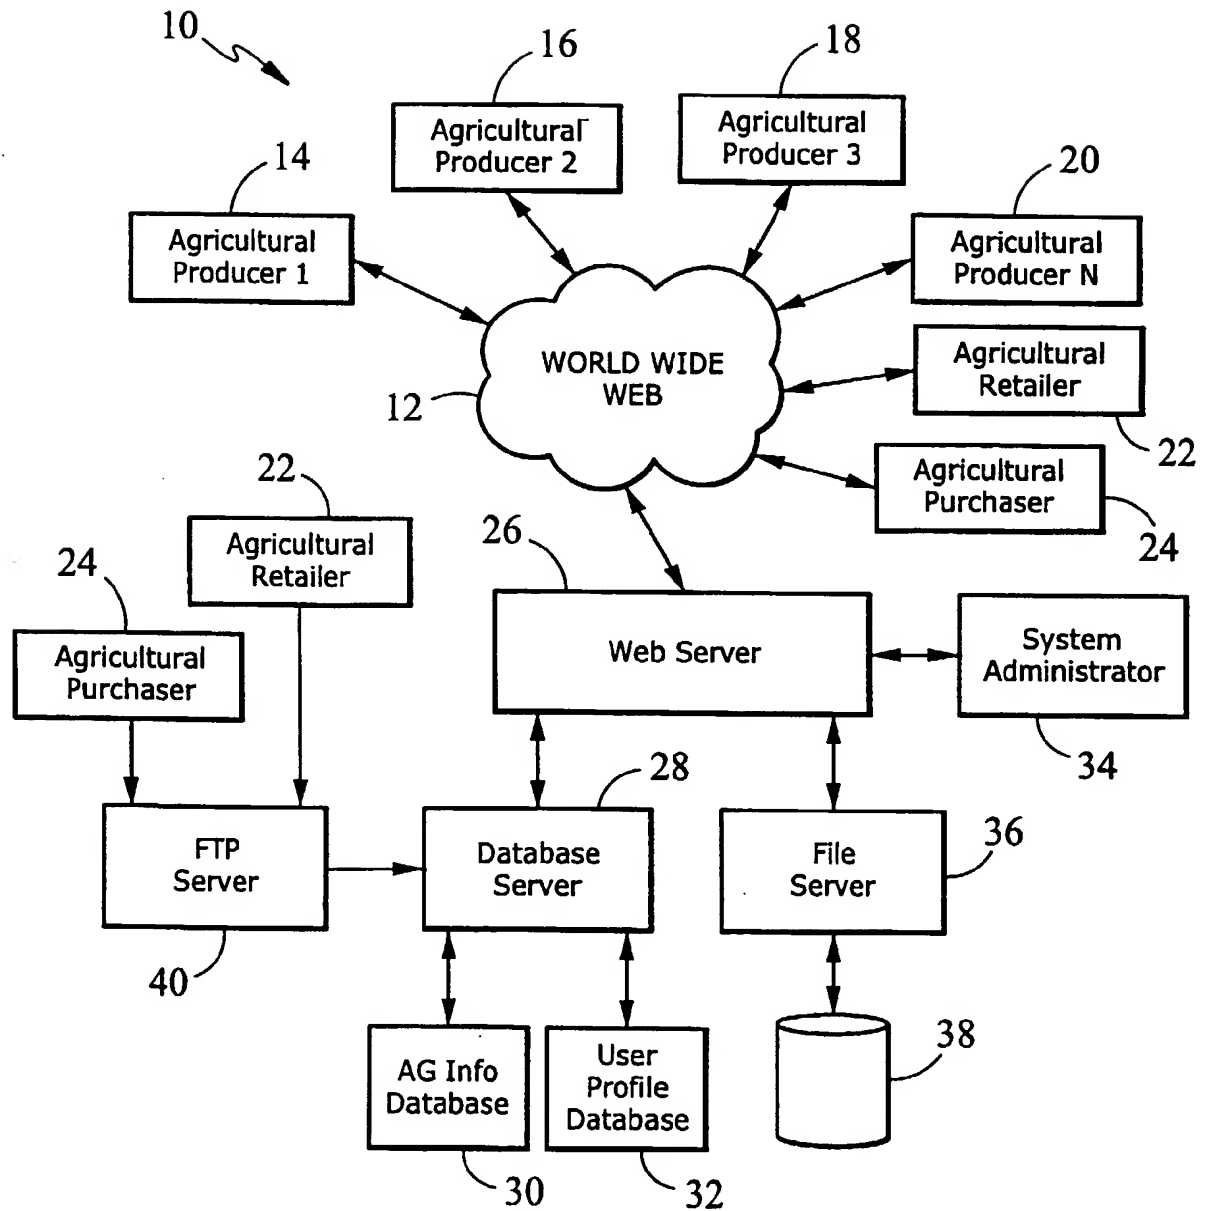 10
16
18
Agricultural
Producer 2
Agricultural
Producer 3
14
20
Agricultural
Producer 1
Agricultural
Producer N
WORLD WIDE
WEB
12
Agricultural
Retailer
22
Agricultural
Purchaser
24
22
Agricultural
Retailer
24
Agricultural
Purchaser
26
Web Server
System
Administrator
34
28
FTP
Server
40
Database
Server
File
Server
36
AG Info
Database
30
User
Profile
Database
32
38